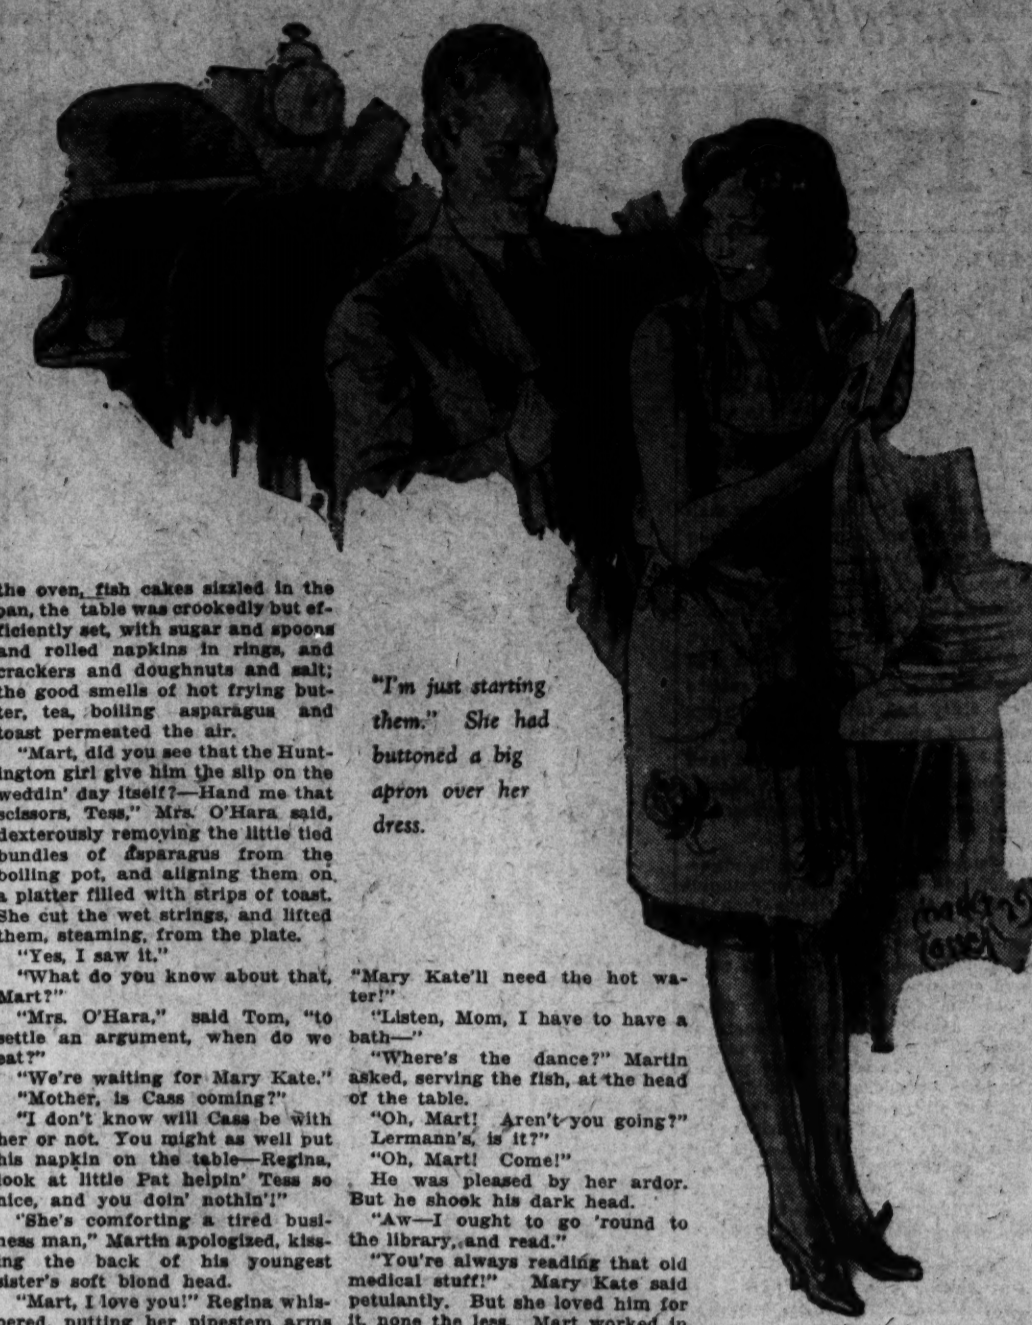 the oven, fish cakes sizzled in the
pan, the table was crookedly but ef-
ficiently set, with sugar and spoons
and rolled napkins in rings, and
crackers and doughnuts and salt;
the good smells of hot frying but-
ter, tea, boiling asparagus and
toast permeated the air.
"Mart, did you see that the Hunt-
ington girl give him the slip on the
weddin' day itself?—Hand me that
scissors, Tess," Mrs. O'Hara said,
dexterously removing the little tied
bundles of asparagus from the
boiling pot, and aligning them on
a platter filled with strips of toast.
She cut the wet strings, and lifted
them, steaming, from the plate.
"Yes, I saw it."
"What do you know about that,
Mart?"
"Mrs. O'Hara," said Tom, "to
settle an argument, when do we
eat?"
"We're waiting for Mary Kate."
"Mother, is Cass coming?"
"I don't know will Cass be with
her or not. You might as well put
his napkin on the table—Regina,
look at little Pat helpin' Tess so
nice, and you doin' nothin'!"
"She's comforting a tired busi-
ness man," Martin apologized, kiss-
ing the back of his youngest
sister's soft blond head.
"Mart, I love you!" Regina whis-
pered, putting her pipestem arms
"I'm just starting
them." She had
buttoned a big
apron over her
dress.
"Mary Kate'll need the hot wa-
ter!"
"Listen, Mom, I have to have a
bath—"
"Where's the dance?" Martin
asked, serving the fish, at the head
of the table.
"Oh, Mart! Aren't you going?"
Lermann's, is it?"
"Oh, Mart! Come!"
He was pleased by her ardor.
But he shook his dark head.
"Aw—I ought to go 'round to
the library, and read."
"You're always reading that old
medical stuff!" Mary Kate said
petulantly. But she loved him for
it, none the less. Mart worked in